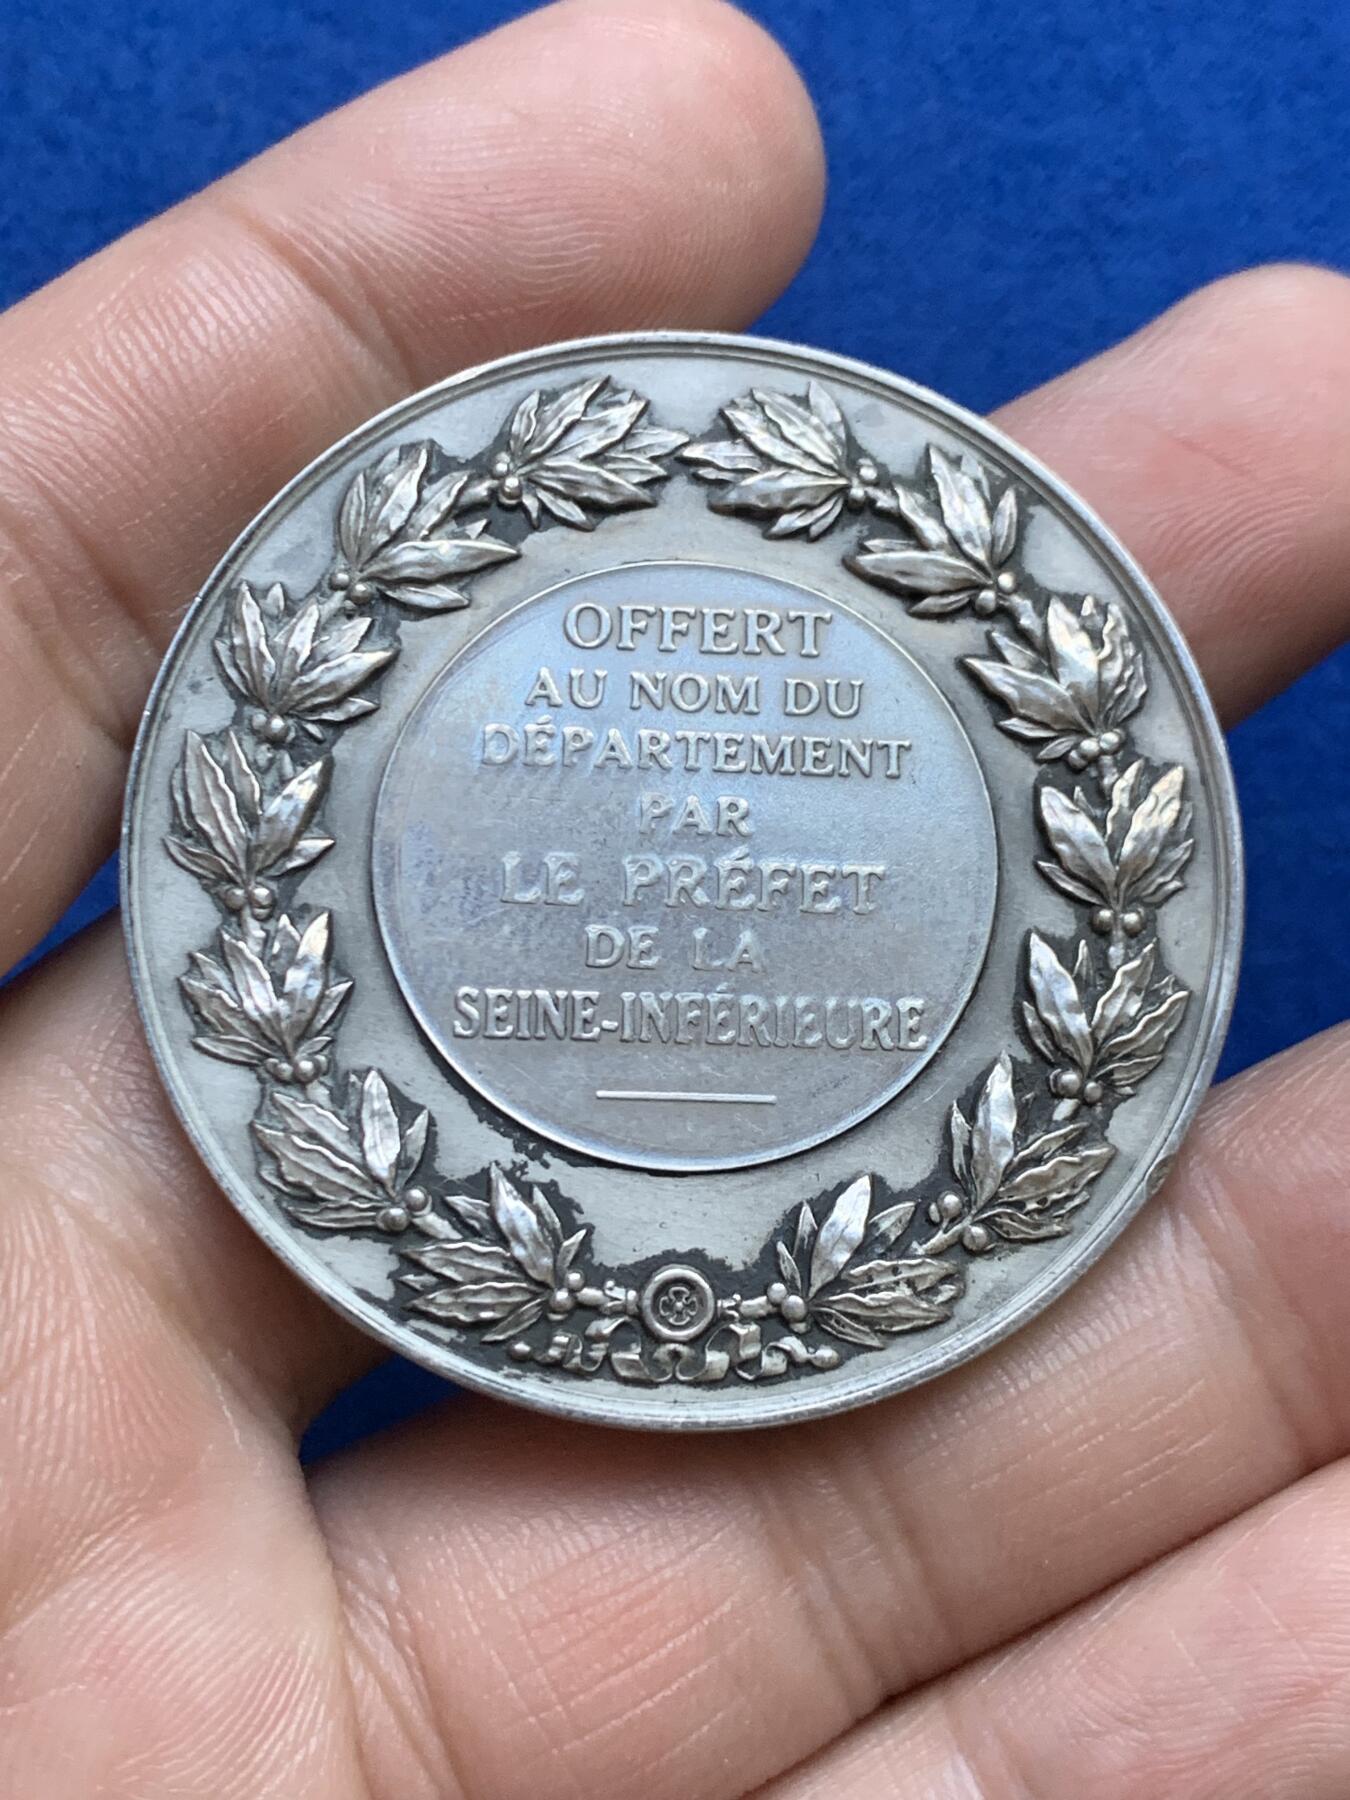 OFFERT
AU NOM DU
DÉPARTEMENT
PAR
LE PRÉFET
DE LA
SEINE-INFÉRIEURE